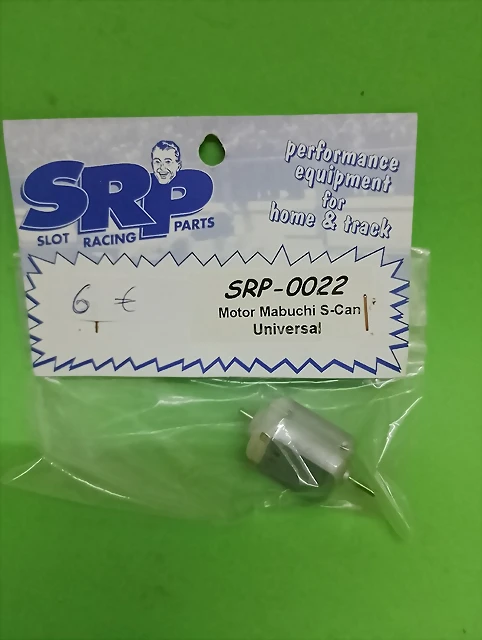 SRP
SLOT RACING PARTS
performance
equipment
for
home & track
6 €
SRP-0022
Motor Mabuchi S-Can
Universal